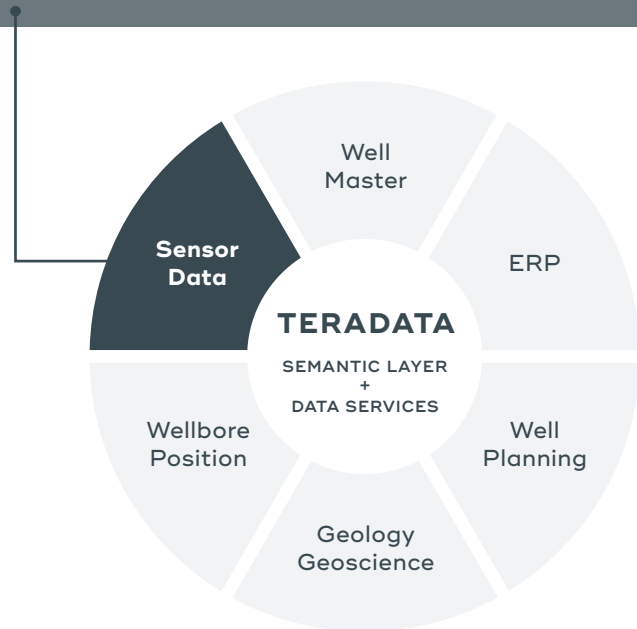 Well
Master
Sensor
Data
ERP
TERADATA
SEMANTIC LAYER
+
DATA SERVICES
Wellbore
Position
Well
Planning
Geology
Geoscience